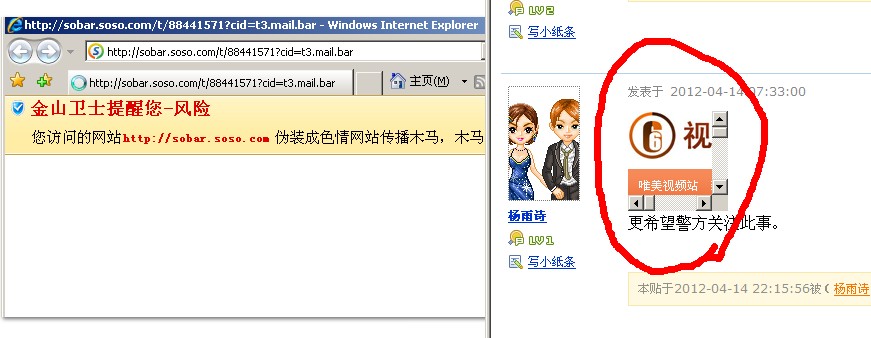 http://sobar.soso.com/t/88441571?cid=t3.mail.bar - Windows Internet Explorer
http://sobar.soso.com/t/88441571?cid=t3.mail.bar
http://sobar.soso.com/t/88441571?cid=t3.mail.bar
主页(M)
金山卫士提醒您-风险
您访问的网站http://sobar.soso.com 伪装成色情网站传播木马，木马
LV2
写小纸条
发表于 2012-04-14 07:33:00
6 视
唯美视频站
更希望警方关注此事。
杨雨诗
LV1
写小纸条
本贴于2012-04-14 22:15:56被 杨雨诗